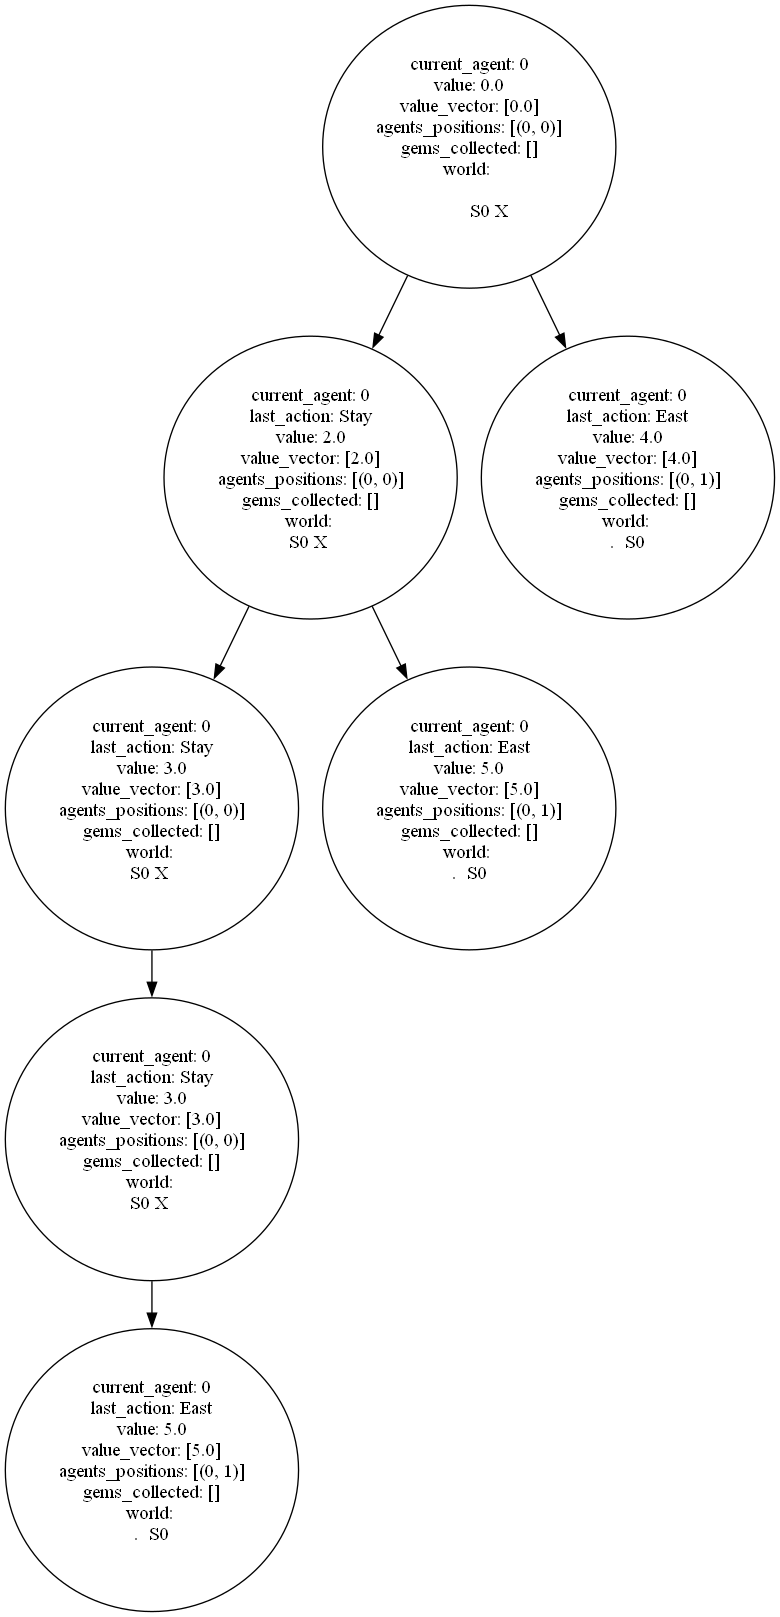 current_agent: 0
value: 0.0
value_vector: [0.0]
agents_positions: [(0, 0)]
gems_collected: []
world:
S0 X
current_agent: 0
last_action: Stay
value: 2.0
value_vector: [2.0]
agents_positions: [(0, 0)]
gems_collected: []
world:
S0 X
current_agent: 0
last_action: East
value: 4.0
value_vector: [4.0]
agents_positions: [(0, 1)]
gems_collected: []
world:
. S0
current_agent: 0
last_action: Stay
value: 3.0
value_vector: [3.0]
agents_positions: [(0, 0)]
gems_collected: []
world:
S0 X
current_agent: 0
last_action: East
value: 5.0
value_vector: [5.0]
agents_positions: [(0, 1)]
gems_collected: []
world:
. S0
current_agent: 0
last_action: Stay
value: 3.0
value_vector: [3.0]
agents_positions: [(0, 0)]
gems_collected: []
world:
S0 X
current_agent: 0
last_action: East
value: 5.0
value_vector: [5.0]
agents_positions: [(0, 1)]
gems_collected: []
world:
. S0